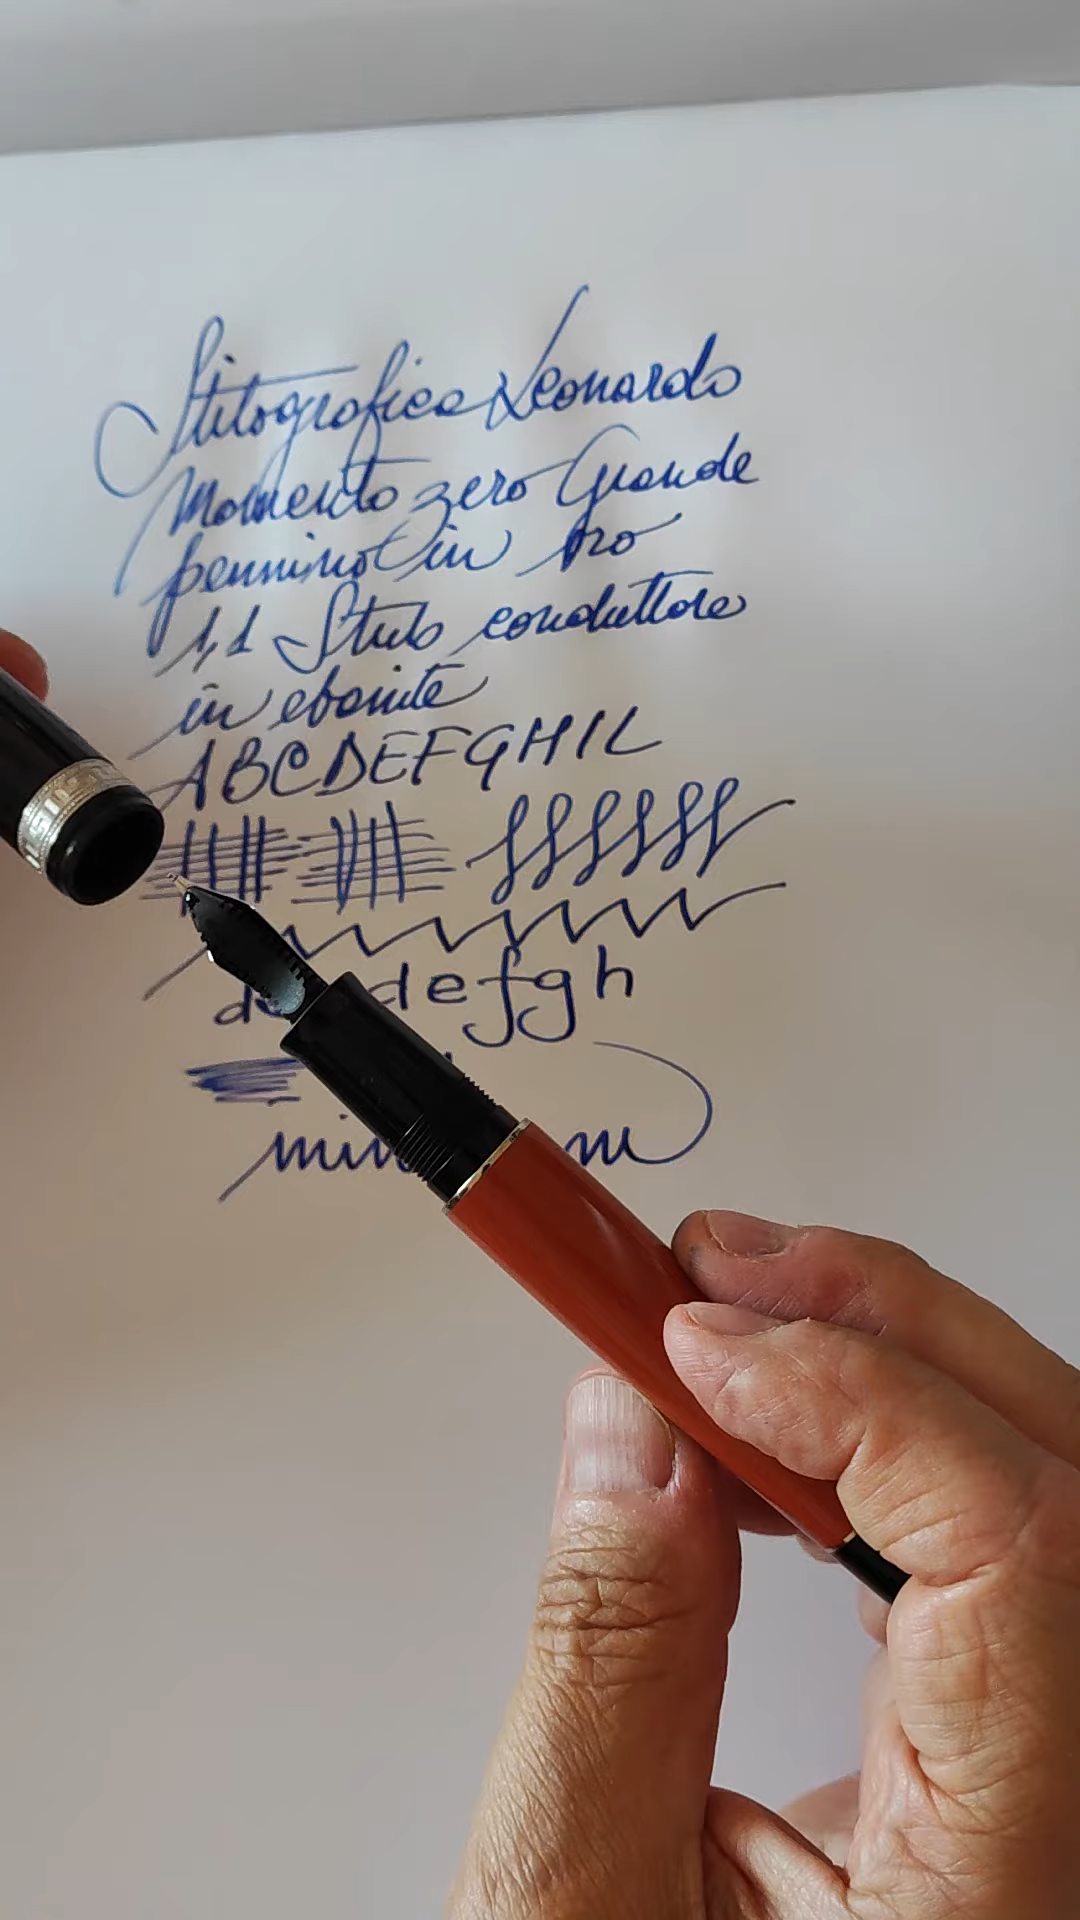 Stilografica Leonardo
Momento zero Grande
pennino in oro
1,1 Stub conduttore
in ebanite
ABCDEFGHIL
defgh